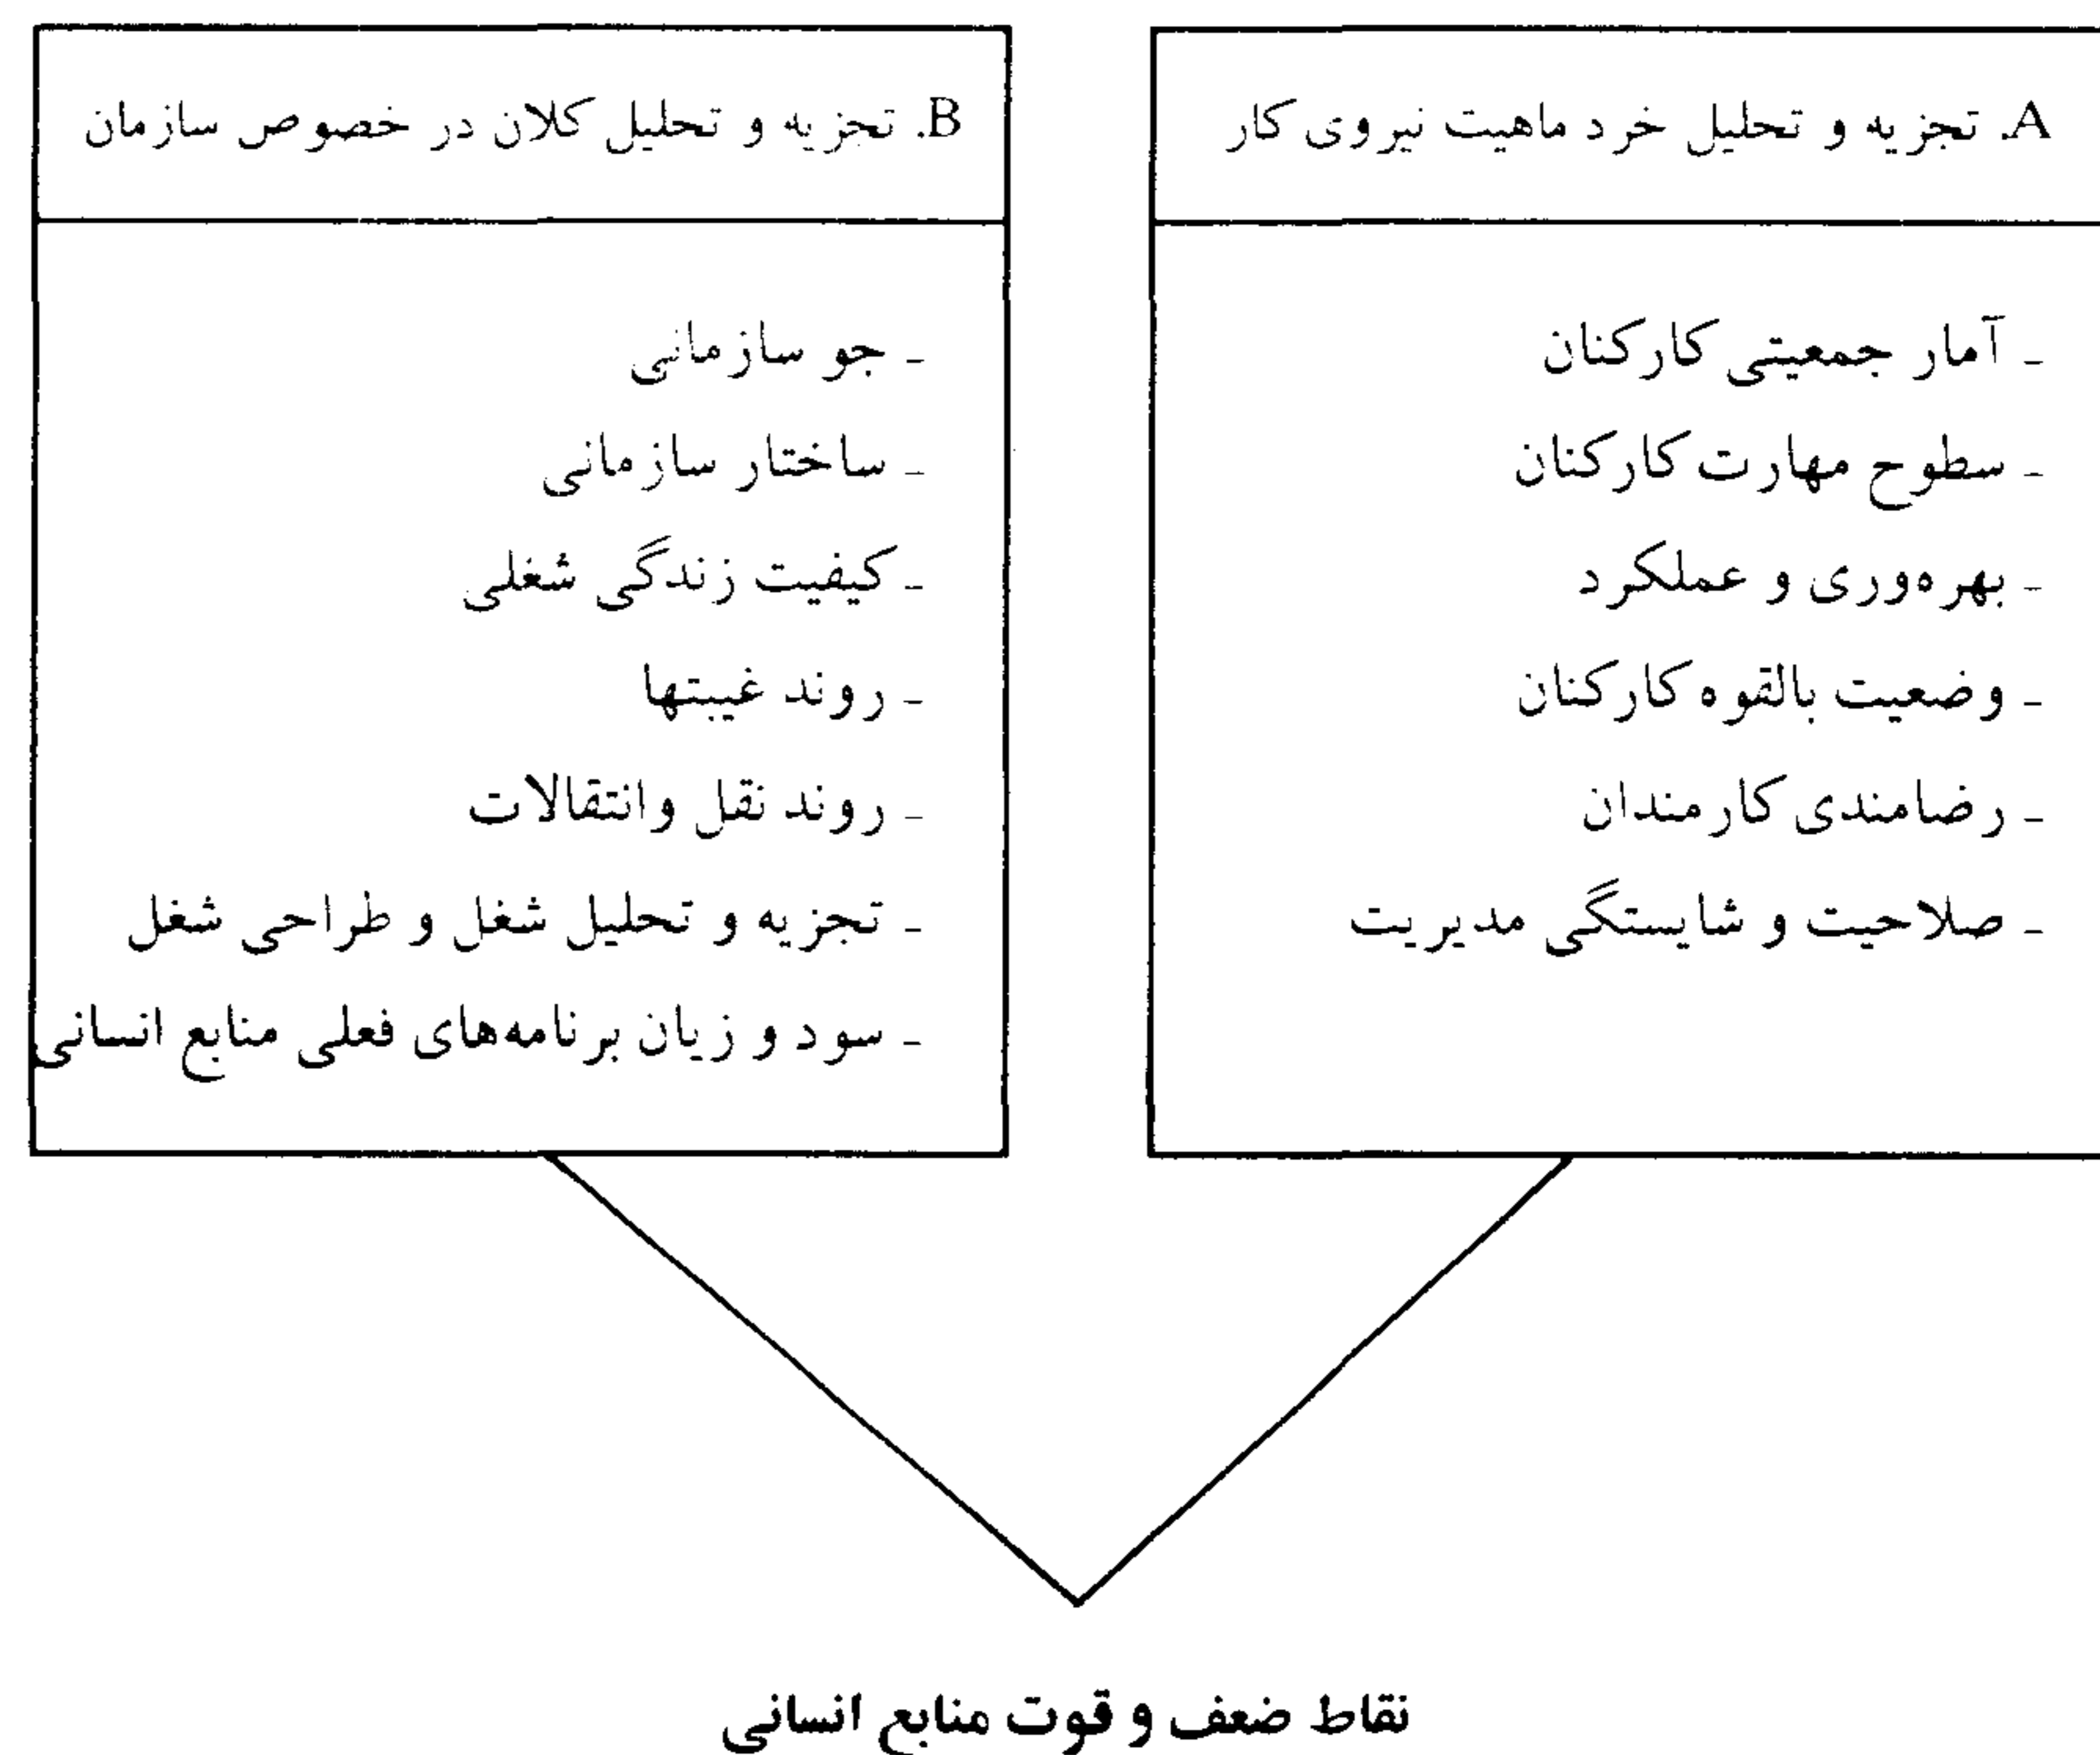 A. تجزیه و تحلیل خرد ماهیت نیروی کار
- آمار جمعیتی کارکنان
- سطوح مهارت کارکنان
- بهره‌وری و عملکرد
- وضعیت بالقوه کارکنان
- رضامندی کارمندان
- صلاحیت و شایستگی مدیریت
B. تجزیه و تحلیل کلان در خصوص سازمان
- جو سازمانی
- ساختار سازمانی
- کیفیت زندگی شغلی
- روند غیبتها
- روند نقل وانتقالات
- تجزیه و تحلیل شغل و طراحی شغل
- سود و زیان برنامه‌های فعلی منابع انسانی
نقاط ضعف و قوت منابع انسانی